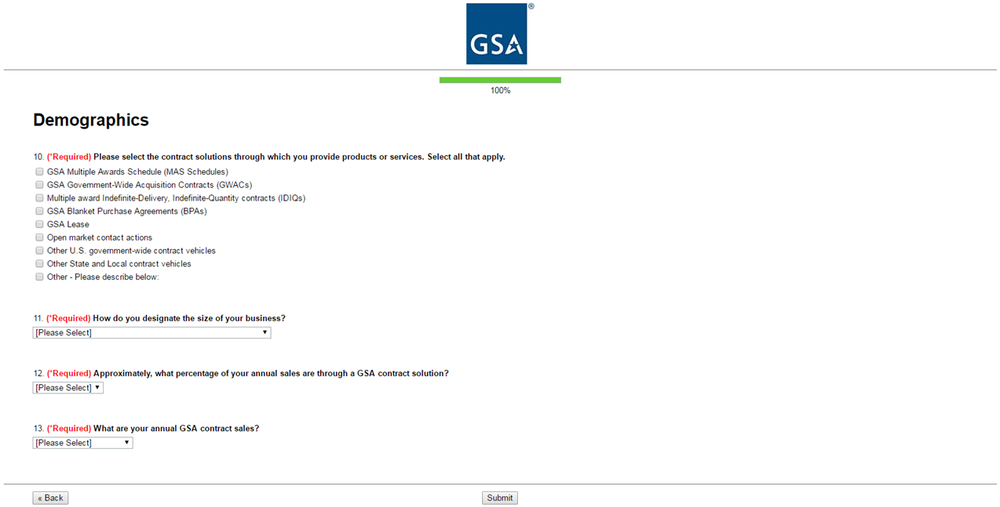 GSA®
100%
Demographics
10. (*Required) Please select the contract solutions through which you provide products or services. Select all that apply.
GSA Multiple Awards Schedule (MAS Schedules)
GSA Government-Wide Acquisition Contracts (GWACs)
Multiple award Indefinite-Delivery, Indefinite-Quantity contracts (IDIQs)
GSA Blanket Purchase Agreements (BPAs)
GSA Lease
Open market contact actions
Other U.S. government-wide contract vehicles
Other State and Local contract vehicles
Other - Please describe below:
11. (*Required) How do you designate the size of your business?
[Please Select]
12. (*Required) Approximately, what percentage of your annual sales are through a GSA contract solution?
[Please Select]
13. (*Required) What are your annual GSA contract sales?
[Please Select]
« Back Submit